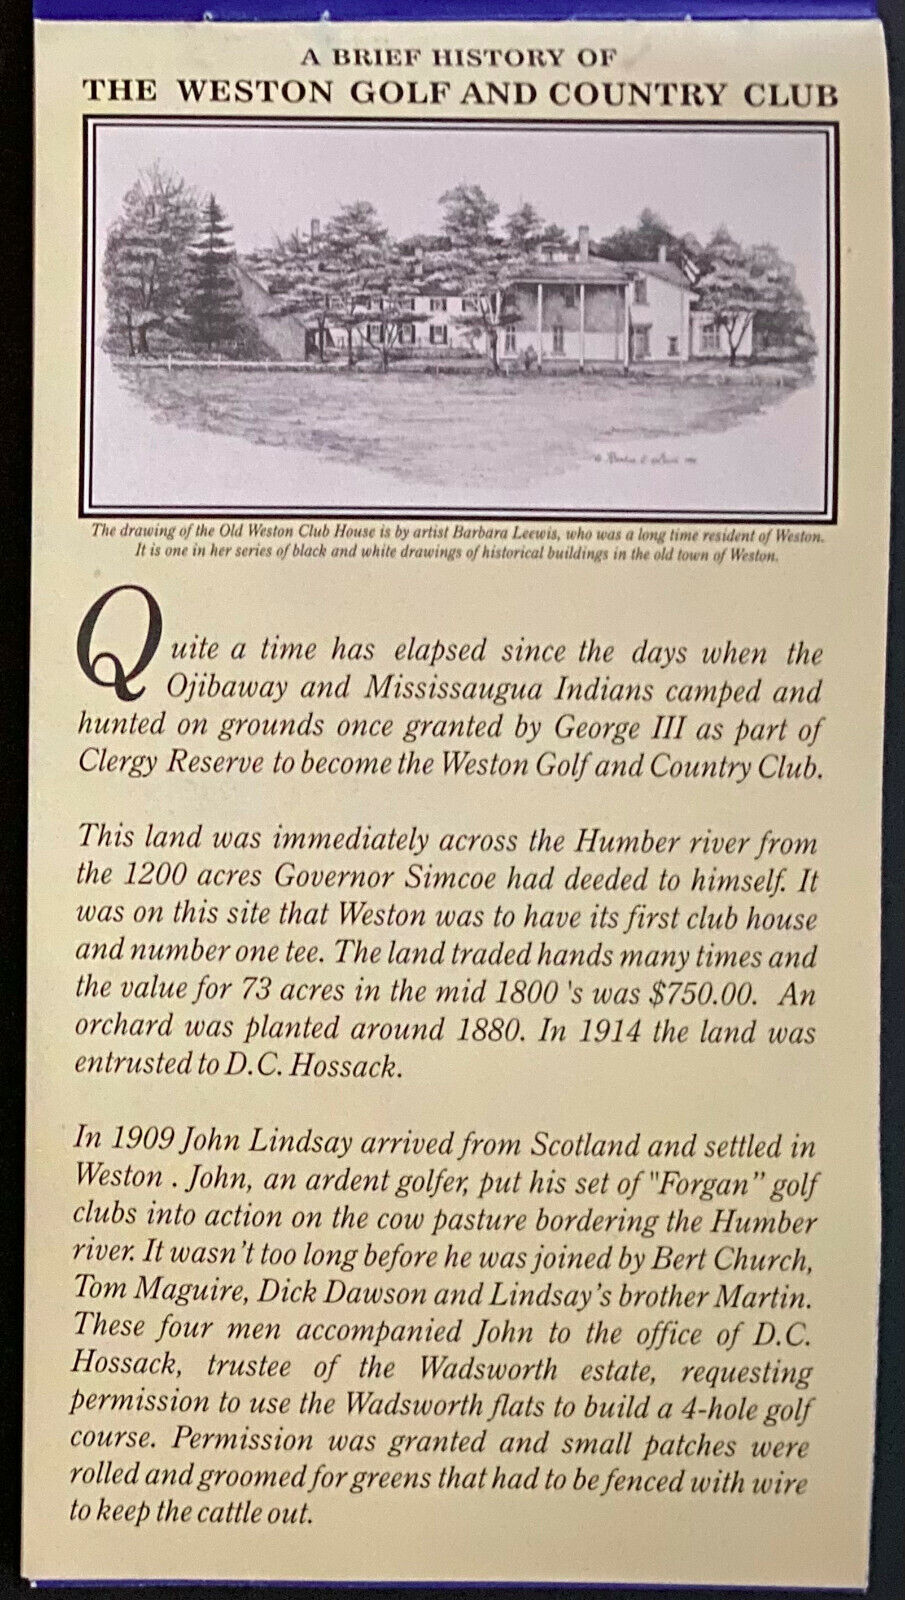 A BRIEF HISTORY OF
THE WESTON GOLF AND COUNTRY CLUB
The drawing of the Old Weston Club House is by artist Barbara Leewis, who was a long time resident of Weston.
It is one in her series of black and white drawings of historical buildings in the old town of Weston.
Quite a time has elapsed since the days when the
Ojibaway and Mississaugua Indians camped and
hunted on grounds once granted by George III as part of
Clergy Reserve to become the Weston Golf and Country Club.
This land was immediately across the Humber river from
the 1200 acres Governor Simcoe had deeded to himself. It
was on this site that Weston was to have its first club house
and number one tee. The land traded hands many times and
the value for 73 acres in the mid 1800 's was $750.00. An
orchard was planted around 1880. In 1914 the land was
entrusted to D.C. Hossack.
In 1909 John Lindsay arrived from Scotland and settled in
Weston . John, an ardent golfer, put his set of "Forgan” golf
clubs into action on the cow pasture bordering the Humber
river. It wasn't too long before he was joined by Bert Church,
Tom Maguire, Dick Dawson and Lindsay's brother Martin.
These four men accompanied John to the office of D.C.
Hossack, trustee of the Wadsworth estate, requesting
permission to use the Wadsworth flats to build a 4-hole golf
course. Permission was granted and small patches were
rolled and groomed for greens that had to be fenced with wire
to keep the cattle out.